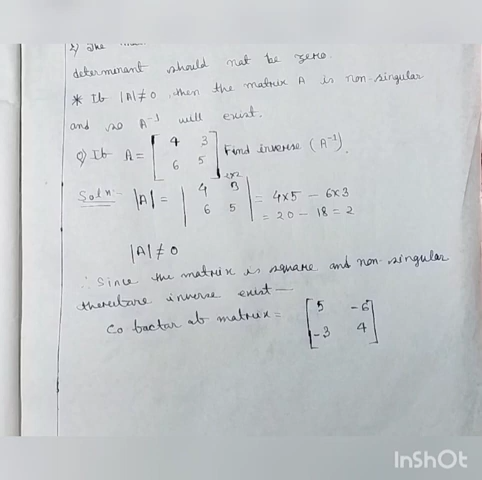 2) The
determinant should not be zero.
* If |A| ≠ 0, then the matrix A is non-singular
and so A⁻¹ will exist.
Q) If A = [4 3; 6 5]₂ₓ₂ Find inverse (A⁻¹).
Solⁿ:- |A| = |4 3; 6 5| = 4×5 - 6×3
= 20 - 18 = 2
|A| ≠ 0
∴ Since the matrix is square and non-singular
therefore inverse exist —
Co factor of matrix = [5 -6; -3 4]
InShOt